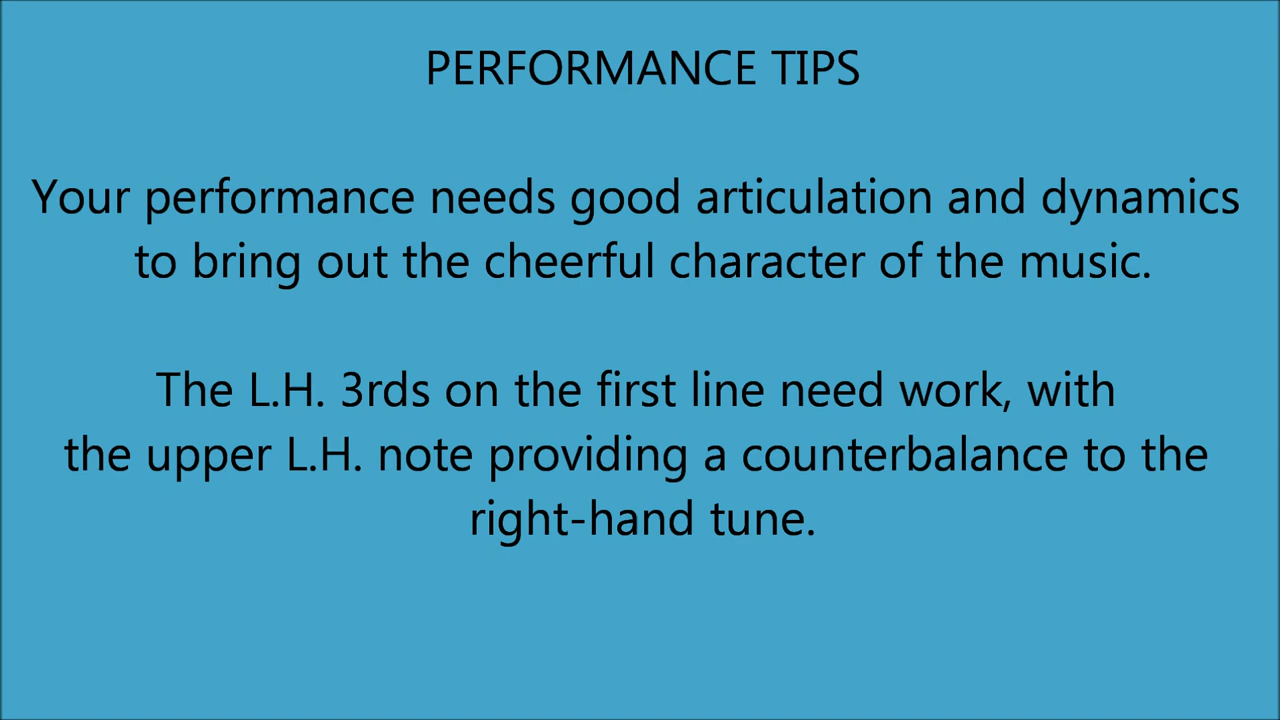 PERFORMANCE TIPS
Your performance needs good articulation and dynamics
to bring out the cheerful character of the music.
The L.H. 3rds on the first line need work, with
the upper L.H. note providing a counterbalance to the
right-hand tune.